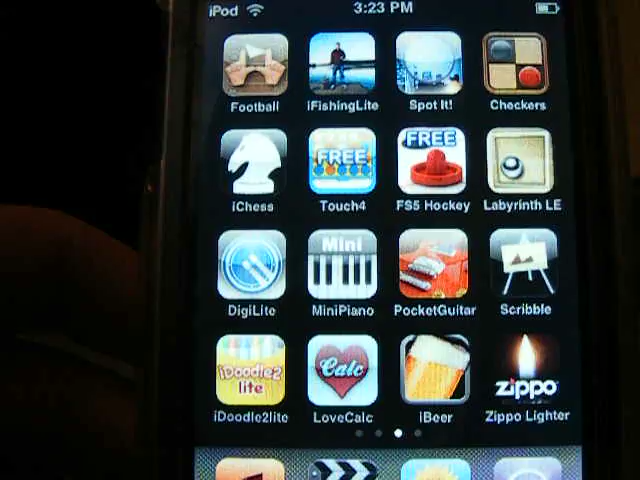 iPod 3:23 PM
Football iFishingLite Spot It! Checkers
FREE
FREE
iChess Touch4 FS5 Hockey Labyrinth LE
Mini
DigiLite MiniPiano PocketGuitar Scribble
iDoodle2
lite
Calc
zippo
iDoodle2lite LoveCalc iBeer Zippo Lighter